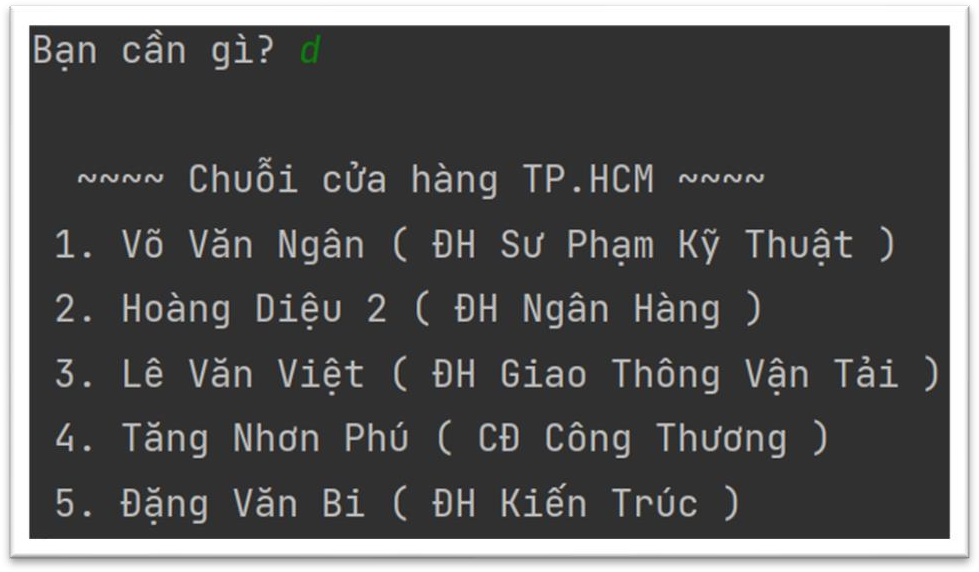 Bạn cần gì? d
~~~~ Chuỗi cửa hàng TP.HCM ~~~~
1. Võ Văn Ngân ( ĐH Sư Phạm Kỹ Thuật )
2. Hoàng Diệu 2 ( ĐH Ngân Hàng )
3. Lê Văn Việt ( ĐH Giao Thông Vận Tải )
4. Tăng Nhơn Phú ( CĐ Công Thương )
5. Đặng Văn Bi ( ĐH Kiến Trúc )